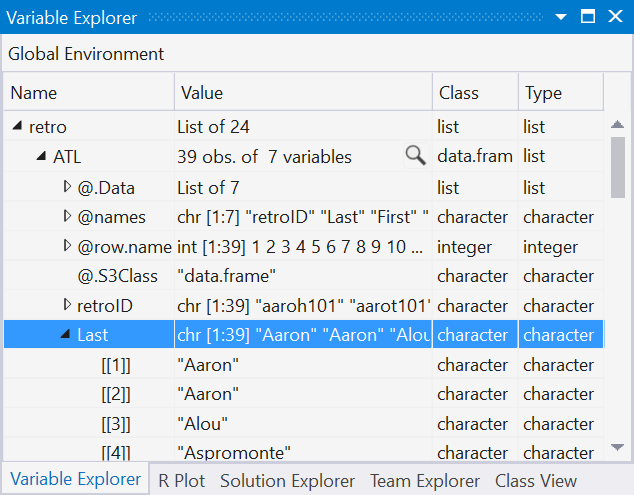 Variable Explorer
Global Environment
Name Value Class Type
retro List of 24 list list
ATL 39 obs. of 7 variables data.fram list
@.Data List of 7 list list
@names chr [1:7] "retroID" "Last" "First" " character character
@row.name int [1:39] 1 2 3 4 5 6 7 8 9 10 ... integer integer
@.S3Class "data.frame" character character
retroID chr [1:39] "aaroh101" "aarot101" character character
Last chr [1:39] "Aaron" "Aaron" "Alou character character
[[1]] "Aaron" character character
[[2]] "Aaron" character character
[[3]] "Alou" character character
[[4]] "Aspromonte" character character
Variable Explorer R Plot Solution Explorer Team Explorer Class View